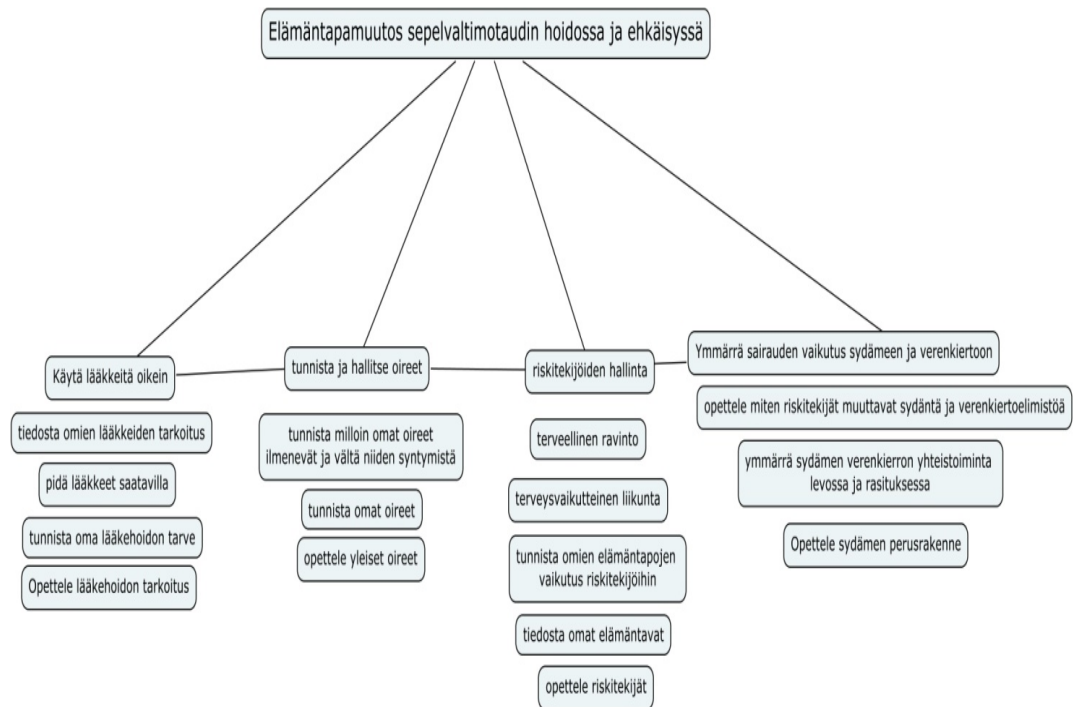 Elämäntapamuutos sepelvaltimotaudin hoidossa ja ehkäisyssä
Käytä lääkkeitä oikein
tiedosta omien lääkkeiden tarkoitus
pidä lääkkeet saatavilla
tunnista oma lääkehoidon tarve
Opettele lääkehoidon tarkoitus
tunnista ja hallitse oireet
tunnista milloin omat oireet
ilmenevät ja vältä niiden syntymistä
tunnista omat oireet
opettele yleiset oireet
riskitekijöiden hallinta
terveellinen ravinto
terveysvaikutteinen liikunta
tunnista omien elämäntapojen
vaikutus riskitekijöihin
tiedosta omat elämäntavat
opettele riskitekijät
Ymmärrä sairauden vaikutus sydämeen ja verenkiertoon
opettele miten riskitekijät muuttavat sydäntä ja verenkiertoelimistöä
ymmärrä sydämen verenkierron yhteistoiminta
levossa ja rasituksessa
Opettele sydämen perusrakenne